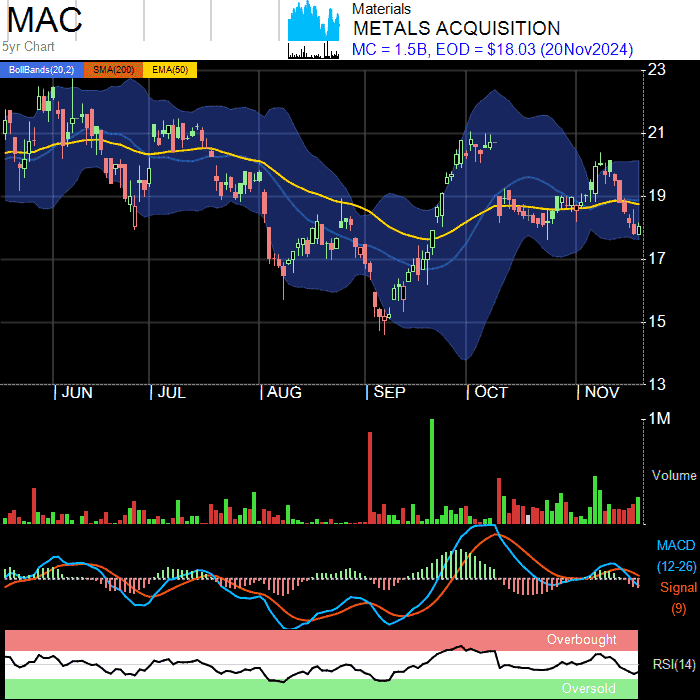 MAC
5yr Chart
Materials
METALS ACQUISITION
MC = 1.5B, EOD = $18.03 (20Nov2024)
BollBands(20,2) SMA(200) EMA(50)
23
21
19
17
15
13
JUN JUL AUG SEP OCT NOV
1M
Volume
MACD
(12-26)
Signal
(9)
Overbought
RSI(14)
Oversold